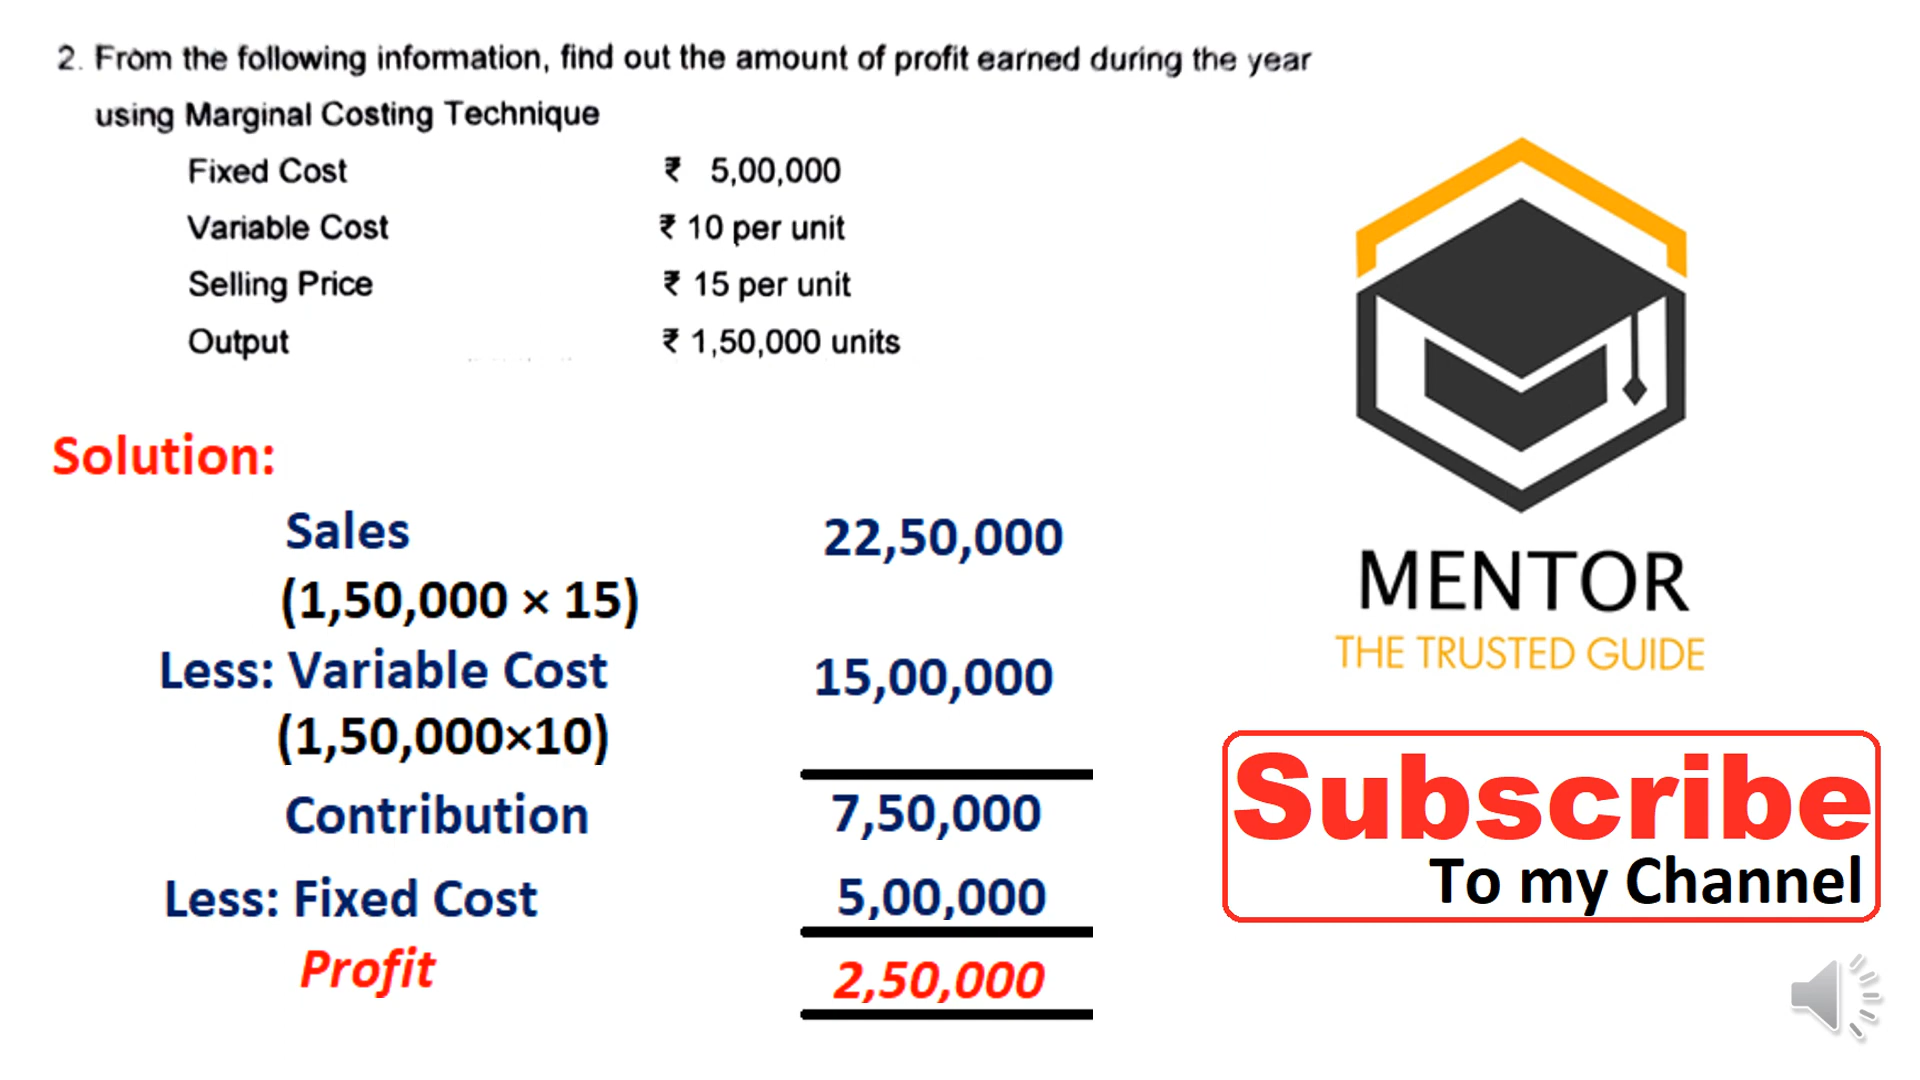 2. From the following information, find out the amount of profit earned during the year
using Marginal Costing Technique
Fixed Cost ₹ 5,00,000
Variable Cost ₹ 10 per unit
Selling Price ₹ 15 per unit
Output ₹ 1,50,000 units
Solution:
Sales 22,50,000
(1,50,000 × 15)
Less: Variable Cost 15,00,000
(1,50,000×10)
Contribution 7,50,000
Less: Fixed Cost 5,00,000
Profit 2,50,000
MENTOR
THE TRUSTED GUIDE
Subscribe
To my Channel